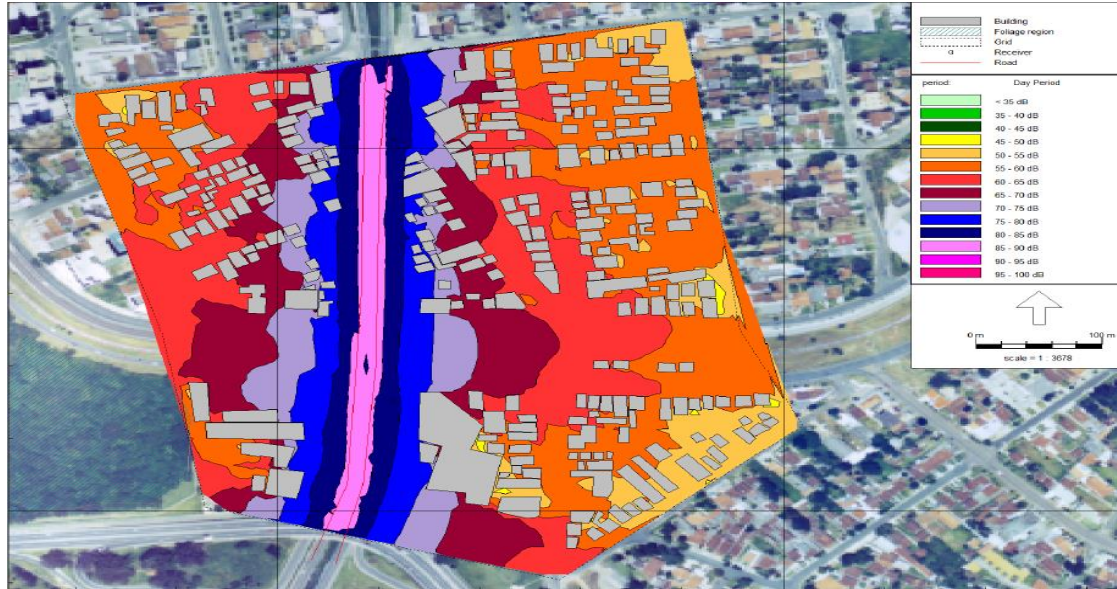 Building
Foliage region
Grid
Receiver
Road
period: Day Period
< 35 dB
35 - 40 dB
40 - 45 dB
45 - 50 dB
50 - 55 dB
55 - 60 dB
60 - 65 dB
65 - 70 dB
70 - 75 dB
75 - 80 dB
80 - 85 dB
85 - 90 dB
90 - 95 dB
95 - 100 dB
0 m 100 m
scale = 1 : 3678